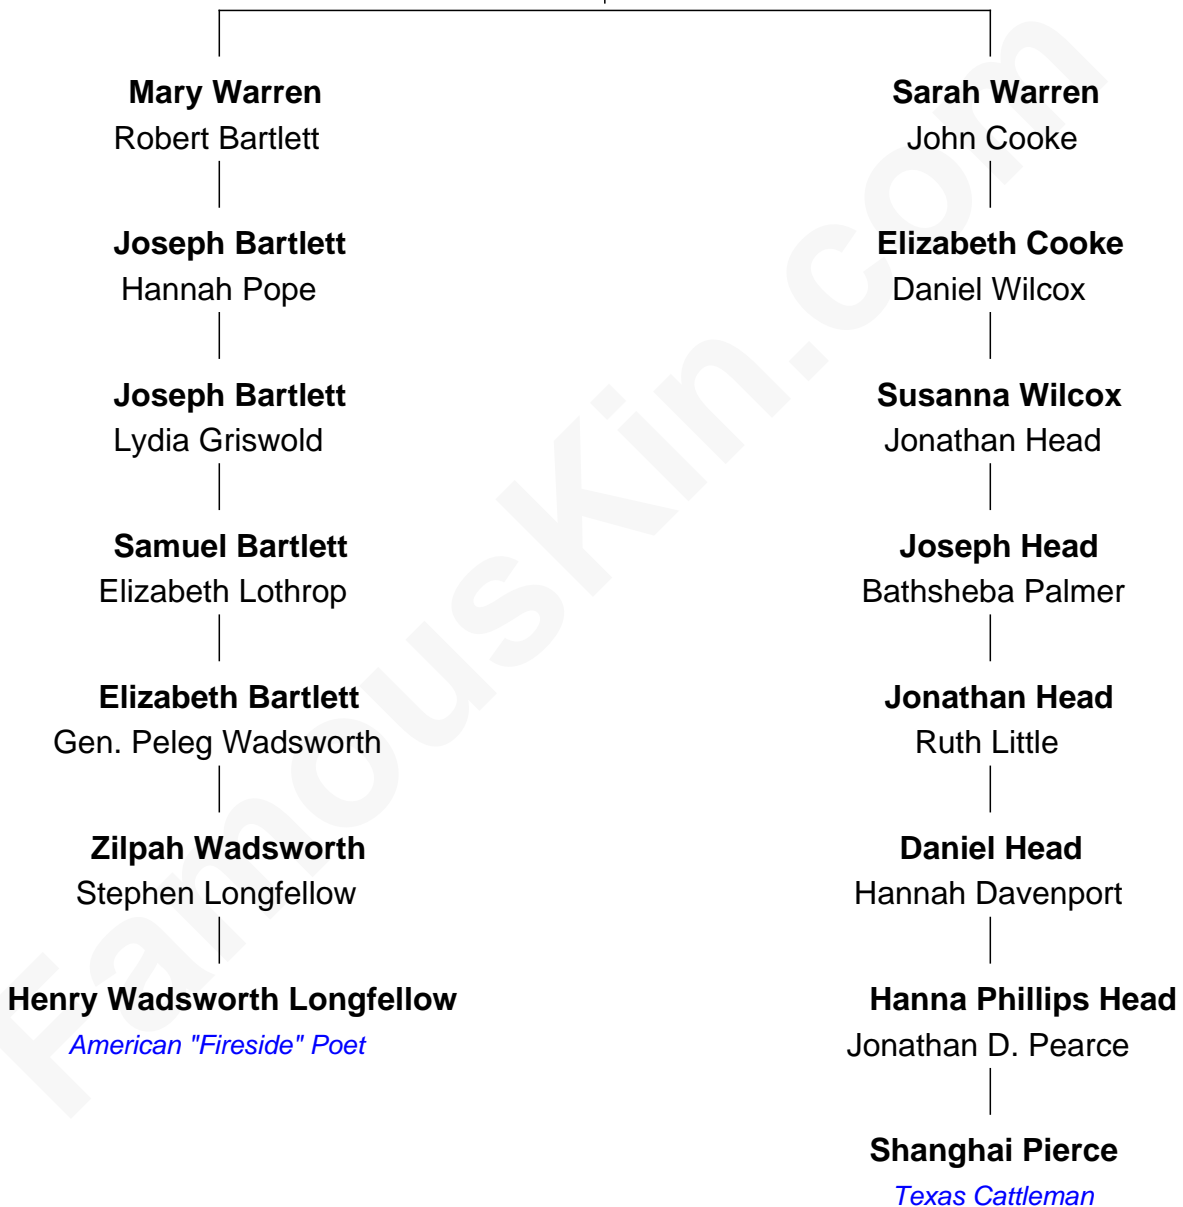 Mary Warren
Robert Bartlett
Joseph Bartlett
Hannah Pope
Joseph Bartlett
Lydia Griswold
Samuel Bartlett
Elizabeth Lothrop
Elizabeth Bartlett
Gen. Peleg Wadsworth
Zilpah Wadsworth
Stephen Longfellow
Henry Wadsworth Longfellow
American "Fireside" Poet
Sarah Warren
John Cooke
Elizabeth Cooke
Daniel Wilcox
Susanna Wilcox
Jonathan Head
Joseph Head
Bathsheba Palmer
Jonathan Head
Ruth Little
Daniel Head
Hannah Davenport
Hanna Phillips Head
Jonathan D. Pearce
Shanghai Pierce
Texas Cattleman
FamousKin.com